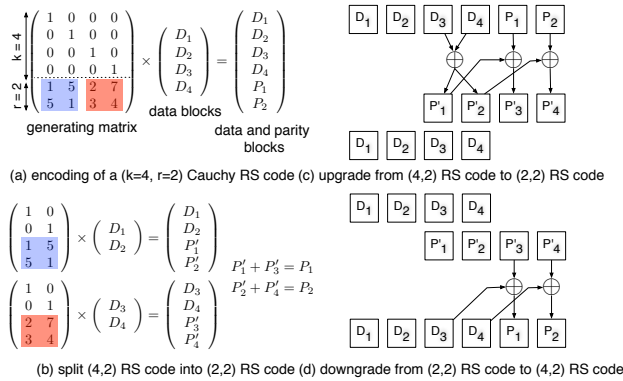 k = 4
r = 2
1 0 0 0
0 1 0 0
0 0 1 0
0 0 0 1
1 5 2 7
5 1 3 4
×
D1
D2
D3
D4
=
D1
D2
D3
D4
P1
P2
generating matrix
data blocks
data and parity
blocks
D1 D2 D3 D4 P1 P2
P'1 P'2 P'3 P'4
D1 D2 D3 D4
(a) encoding of a (k=4, r=2) Cauchy RS code
(c) upgrade from (4,2) RS code to (2,2) RS code
1 0
0 1
1 5
5 1
×
D1
D2
=
D1
D2
P'1
P'2
1 0
0 1
2 7
3 4
×
D3
D4
=
D3
D4
P'3
P'4
P'1 + P'3 = P1
P'2 + P'4 = P2
D1 D2 D3 D4
P'1 P'2 P'3 P'4
D1 D2 D3 D4 P1 P2
(b) split (4,2) RS code into (2,2) RS code
(d) downgrade from (2,2) RS code to (4,2) RS code